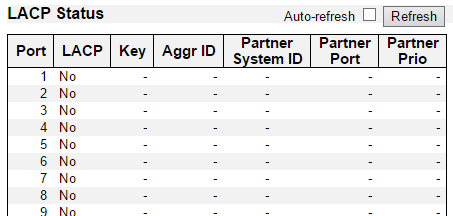 LACP Status
Auto-refresh Refresh
Port LACP Key Aggr ID Partner System ID Partner Port Partner Prio
1 No - - - - -
2 No - - - - -
3 No - - - - -
4 No - - - - -
5 No - - - - -
6 No - - - - -
7 No - - - - -
8 No - - - - -
9 No - - - - -